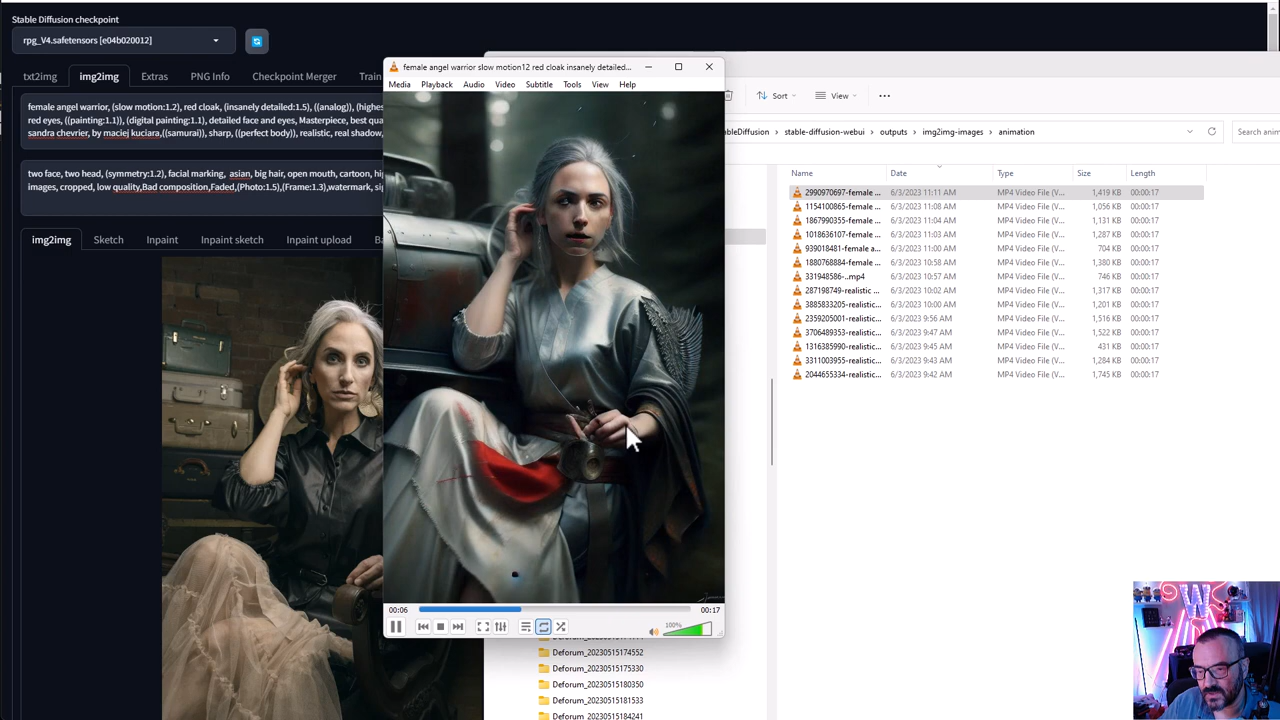 Stable Diffusion checkpoint
rpg_V4.safetensors [e04b020012]
txt2img
img2img
Extras
PNG Info
Checkpoint Merger
Train
female angel warrior, (slow motion:1.2), red cloak, (insanely detailed:1.5), ((analog)), (highes
red eyes, ((painting:1.1)), (digital painting:1.1), detailed face and eyes, Masterpiece, best qua
sandra chevrier, by maciej kuciara,((samurai)), sharp, ((perfect body)), realistic, real shadow,
two face, two head, (symmetry:1.2), facial marking, asian, big hair, open mouth, cartoon, hi
images, cropped, low quality,Bad composition,Faded,(Photo:1.5),(Frame:1.3),watermark, si
img2img
Sketch
Inpaint
Inpaint sketch
Inpaint upload
Ba
female angel warrior slow motion12 red cloak insanely detailed...
Media Playback Audio Video Subtitle Tools View Help
00:06
00:17
100%
Sort
View
ableDiffusion
stable-diffusion-webui
outputs
img2img-images
animation
Search anim
Name Date Type Size Length
2990970697-female ... 6/3/2023 11:11 AM MP4 Video File (V... 1,419 KB 00:00:17
1154100865-female ... 6/3/2023 11:08 AM MP4 Video File (V... 1,056 KB 00:00:17
1867990355-female ... 6/3/2023 11:04 AM MP4 Video File (V... 1,131 KB 00:00:17
1018636107-female ... 6/3/2023 11:03 AM MP4 Video File (V... 1,287 KB 00:00:17
939018481-female a... 6/3/2023 11:00 AM MP4 Video File (V... 704 KB 00:00:17
1880768884-female ... 6/3/2023 10:58 AM MP4 Video File (V... 1,380 KB 00:00:17
331948586-..mp4 6/3/2023 10:57 AM MP4 Video File (V... 746 KB 00:00:17
287198749-realistic ... 6/3/2023 10:02 AM MP4 Video File (V... 1,317 KB 00:00:17
3885833205-realistic... 6/3/2023 10:00 AM MP4 Video File (V... 1,201 KB 00:00:17
2359205001-realistic... 6/3/2023 9:56 AM MP4 Video File (V... 1,516 KB 00:00:17
3706489353-realistic... 6/3/2023 9:47 AM MP4 Video File (V... 1,522 KB 00:00:17
1316385990-realistic... 6/3/2023 9:45 AM MP4 Video File (V... 431 KB 00:00:17
3311003955-realistic... 6/3/2023 9:43 AM MP4 Video File (V... 1,284 KB 00:00:17
2044655334-realistic... 6/3/2023 9:42 AM MP4 Video File (V... 1,745 KB 00:00:17
Deforum_20230515174552
Deforum_20230515175330
Deforum_20230515180350
Deforum_20230515181533
Deforum_20230515184241
W